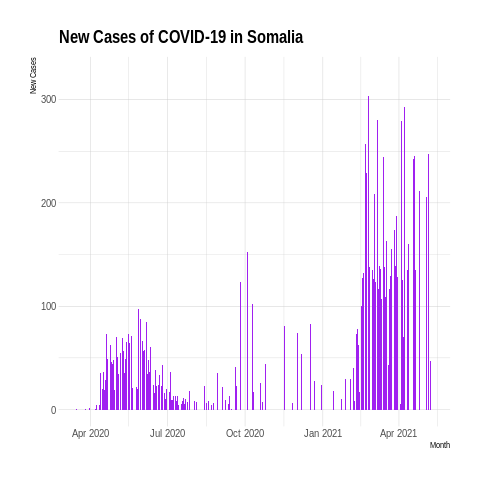 New Cases of COVID-19 in Somalia
New Cases
300
200
100
0
Apr 2020 Jul 2020 Oct 2020 Jan 2021 Apr 2021
Month